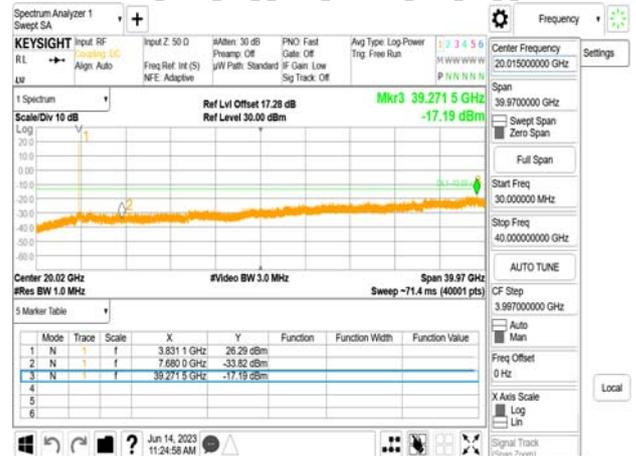 Spectrum Analyzer 1
Swept SA
Frequency
KEYSIGHT Input: RF Input Z: 50 Ω #Atten: 30 dB PNO: Fast Avg Type: Log-Power 1 2 3 4 5 6
RL Coupling: DC Preamp: Off Gate: Off Trig: Free Run M W W W W W
Align: Auto Freq Ref: Int (S) µW Path: Standard IF Gain: Low P N N N N N
NFE: Adaptive Sig Track: Off
1 Spectrum
Scale/Div 10 dB
Log
Ref Lvl Offset 17.28 dB
Ref Level 30.00 dBm
Mkr3 39.271 5 GHz
-17.19 dBm
1
20.0
10.0
0.00
-10.0
-20.0
-30.0
-40.0
-50.0
-60.0
2
Center 20.02 GHz #Video BW 3.0 MHz Span 39.97 GHz
#Res BW 1.0 MHz Sweep ~71.4 ms (40001 pts)
5 Marker Table
Mode Trace Scale X Y Function Function Width Function Value
1 N 1 f 3.831 1 GHz 26.29 dBm
2 N 1 f 7.680 0 GHz -33.82 dBm
3 N 1 f 39.271 5 GHz -17.19 dBm
4
5
6
Jun 14, 2023
11:24:58 AM
Center Frequency
20.015000000 GHz
Span
39.9700000 GHz
Swept Span
Zero Span
Full Span
Start Freq
30.000000 MHz
Stop Freq
40.000000000 GHz
AUTO TUNE
CF Step
3.997000000 GHz
Auto
Man
Freq Offset
0 Hz
X Axis Scale
Log
Lin
Signal Track
(Span Zoom)
Settings
Local